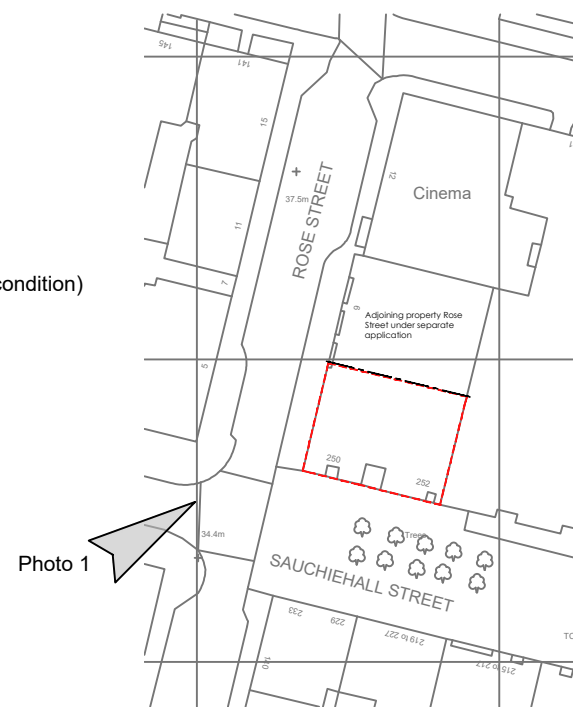 145
141
15
12
Cinema
37.5m
ROSE STREET
11
condition)
7
9
Adjoining property Rose
Street under separate
application
5
250
252
34.4m
Trees
Photo 1
SAUCHIEHALL STREET
233
229
219 to 227
215 to 217
TC
140